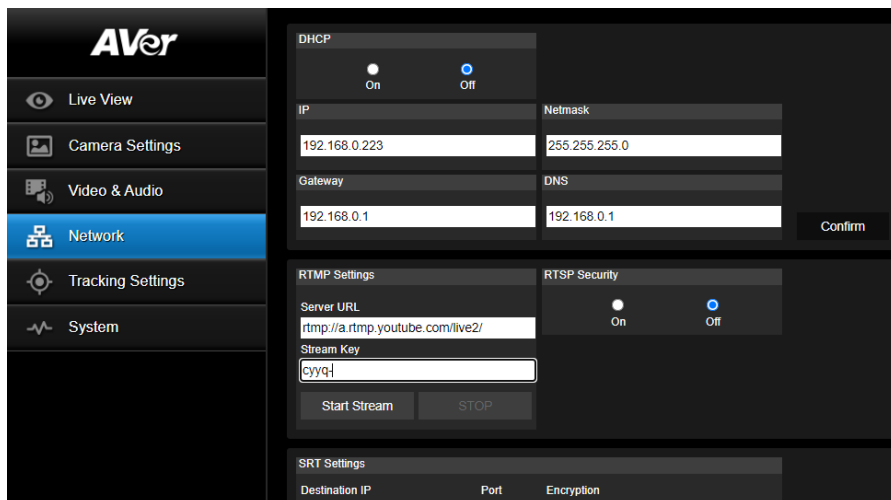 AVer
Live View
Camera Settings
Video & Audio
Network
Tracking Settings
System
DHCP
On
Off
IP
Netmask
192.168.0.223
255.255.255.0
Gateway
DNS
192.168.0.1
192.168.0.1
Confirm
RTMP Settings
RTSP Security
Server URL
On
Off
rtmp://a.rtmp.youtube.com/live2/
Stream Key
cyyq-
Start Stream
STOP
SRT Settings
Destination IP
Port
Encryption